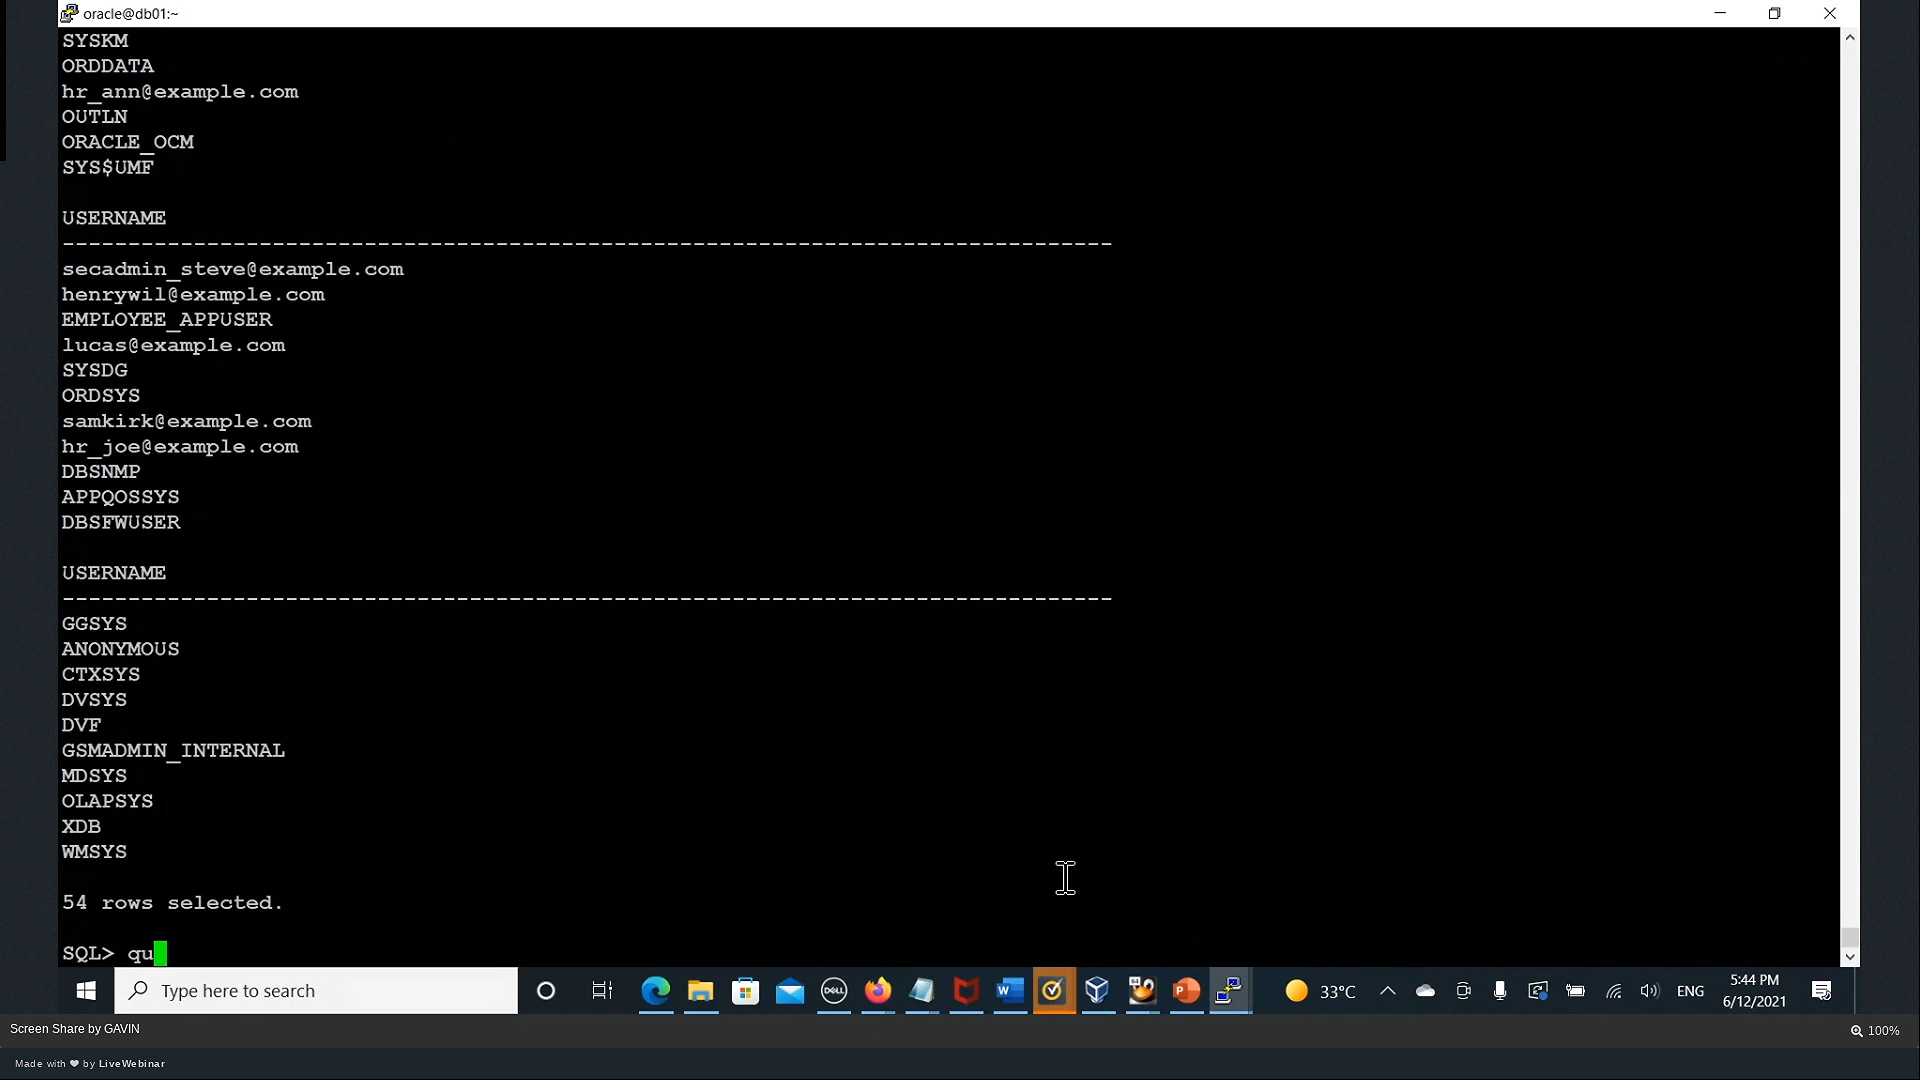 oracle@db01:~
SYSKM
ORDDATA
hr_ann@example.com
OUTLN
ORACLE_OCM
SYS$UMF
USERNAME
--------------------------------------------------------------------------------
secadmin_steve@example.com
henrywil@example.com
EMPLOYEE_APPUSER
lucas@example.com
SYSDG
ORDSYS
samkirk@example.com
hr_joe@example.com
DBSNMP
APPQOSSYS
DBSFWUSER
USERNAME
--------------------------------------------------------------------------------
GGSYS
ANONYMOUS
CTXSYS
DVSYS
DVF
GSMADMIN_INTERNAL
MDSYS
OLAPSYS
XDB
WMSYS
54 rows selected.
SQL> qu
Type here to search
DELL
33°C
ENG
5:44 PM
6/12/2021
Screen Share by GAVIN
100%
Made with ❤ by LiveWebinar